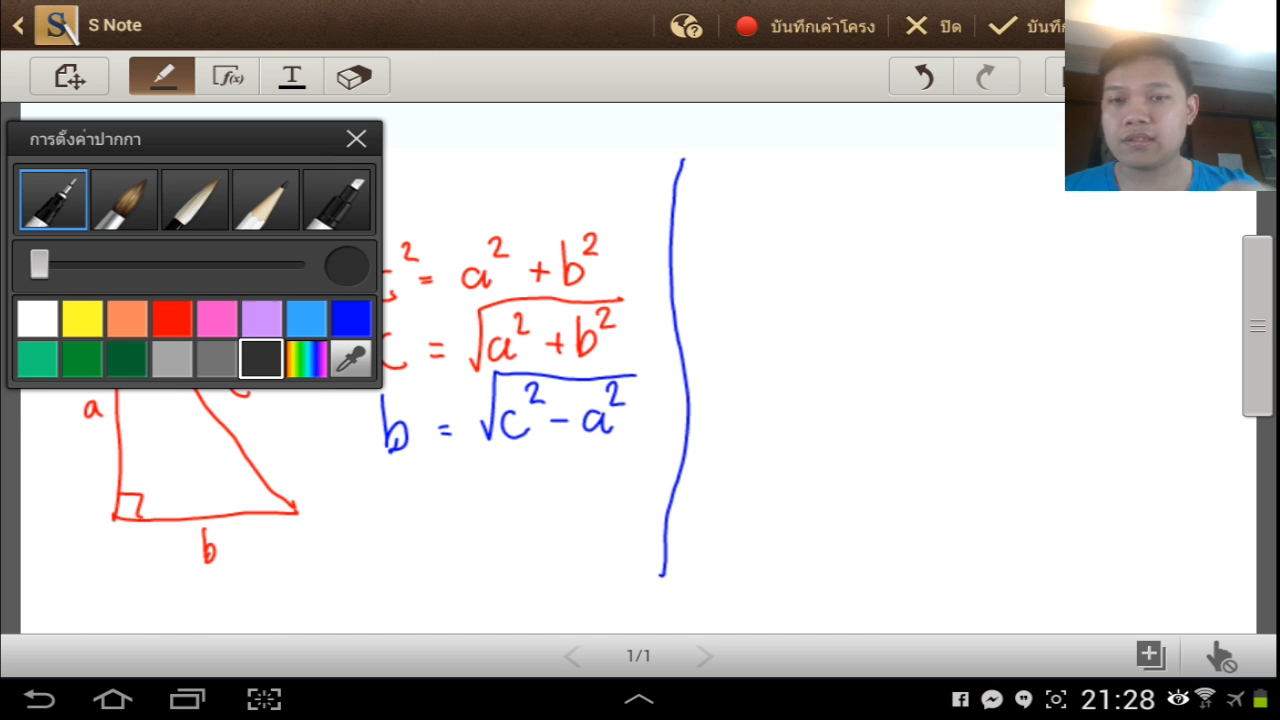 S Note
บันทึกเค้าโครง
ปิด
f(x)
T
การตั้งค่าปากกา
² = a² + b²
c = √a² + b²
b = √c² - a²
a
b
1/1
21:28